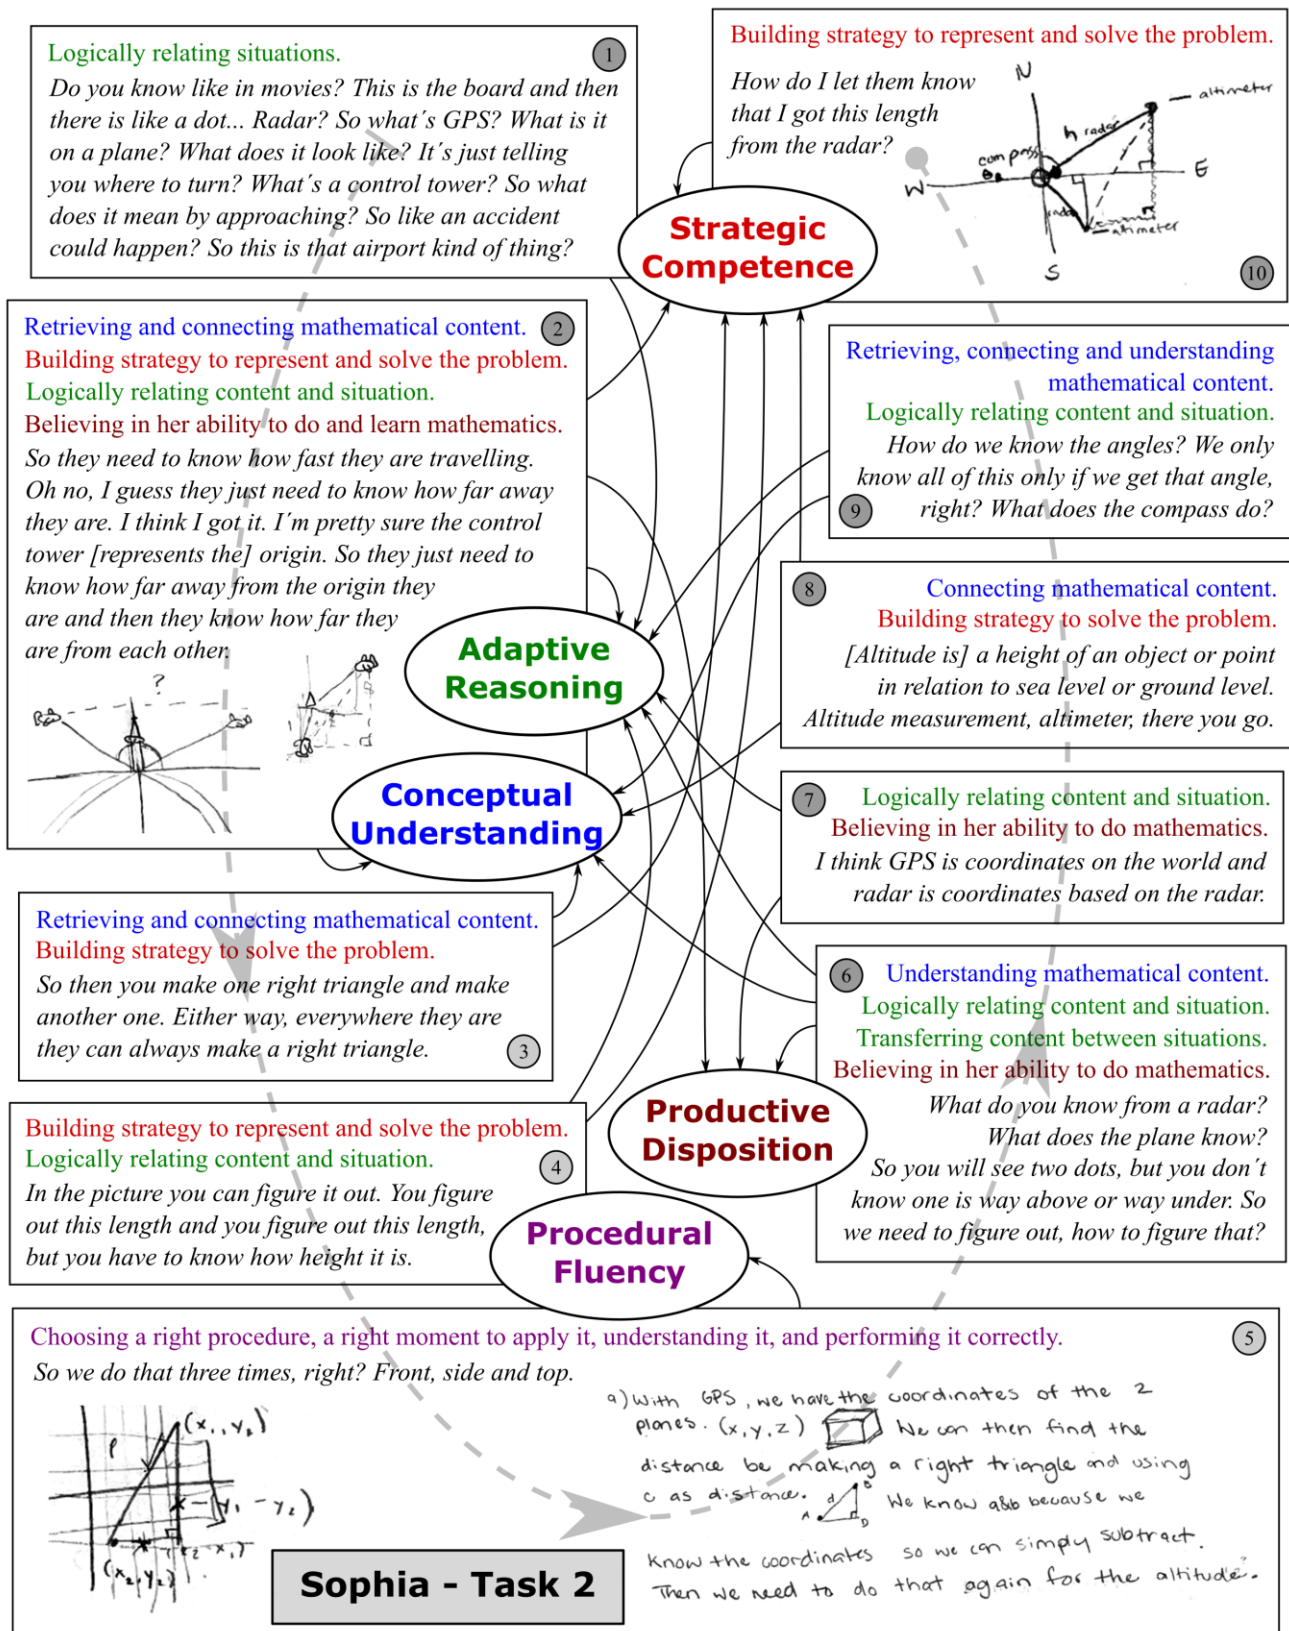 Logically relating situations.
1
Do you know like in movies? This is the board and then
there is like a dot... Radar? So what´s GPS? What is it
on a plane? What does it look like? It´s just telling
you where to turn? What´s a control tower? So what
does it mean by approaching? So like an accident
could happen? So this is that airport kind of thing?
Building strategy to represent and solve the problem.
How do I let them know
that I got this length
from the radar?
N
altimeter
h radar
compass
W
E
radar
altimeter
S
10
Strategic
Competence
Retrieving and connecting mathematical content.
2
Building strategy to represent and solve the problem.
Logically relating content and situation.
Believing in her ability to do and learn mathematics.
So they need to know how fast they are travelling.
Oh no, I guess they just need to know how far away
they are. I think I got it. I´m pretty sure the control
tower [represents the] origin. So they just need to
know how far away from the origin they
are and then they know how far they
are from each other.
?
Retrieving, connecting and understanding
mathematical content.
Logically relating content and situation.
How do we know the angles? We only
know all of this only if we get that angle,
right? What does the compass do?
9
8
Connecting mathematical content.
Building strategy to solve the problem.
[Altitude is] a height of an object or point
in relation to sea level or ground level.
Altitude measurement, altimeter, there you go.
Adaptive
Reasoning
Conceptual
Understanding
7
Logically relating content and situation.
Believing in her ability to do mathematics.
I think GPS is coordinates on the world and
radar is coordinates based on the radar.
Retrieving and connecting mathematical content.
Building strategy to solve the problem.
So then you make one right triangle and make
another one. Either way, everywhere they are
they can always make a right triangle.
3
6
Understanding mathematical content.
Logically relating content and situation.
Transferring content between situations.
Believing in her ability to do mathematics.
What do you know from a radar?
What does the plane know?
So you will see two dots, but you don´t
know one is way above or way under. So
we need to figure out, how to figure that?
Productive
Disposition
Building strategy to represent and solve the problem.
Logically relating content and situation.
4
In the picture you can figure it out. You figure
out this length and you figure out this length,
but you have to know how height it is.
Procedural
Fluency
Choosing a right procedure, a right moment to apply it, understanding it, and performing it correctly.
5
So we do that three times, right? Front, side and top.
(x₂, y₂)
a) With GPS, we have the coordinates of the 2
planes. (x, y, z) We can then find the
distance be making a right triangle and using
c as distance. A d B D We know a&b because we
know the coordinates so we can simply subtract.
Then we need to do that again for the altitude.
Sophia - Task 2